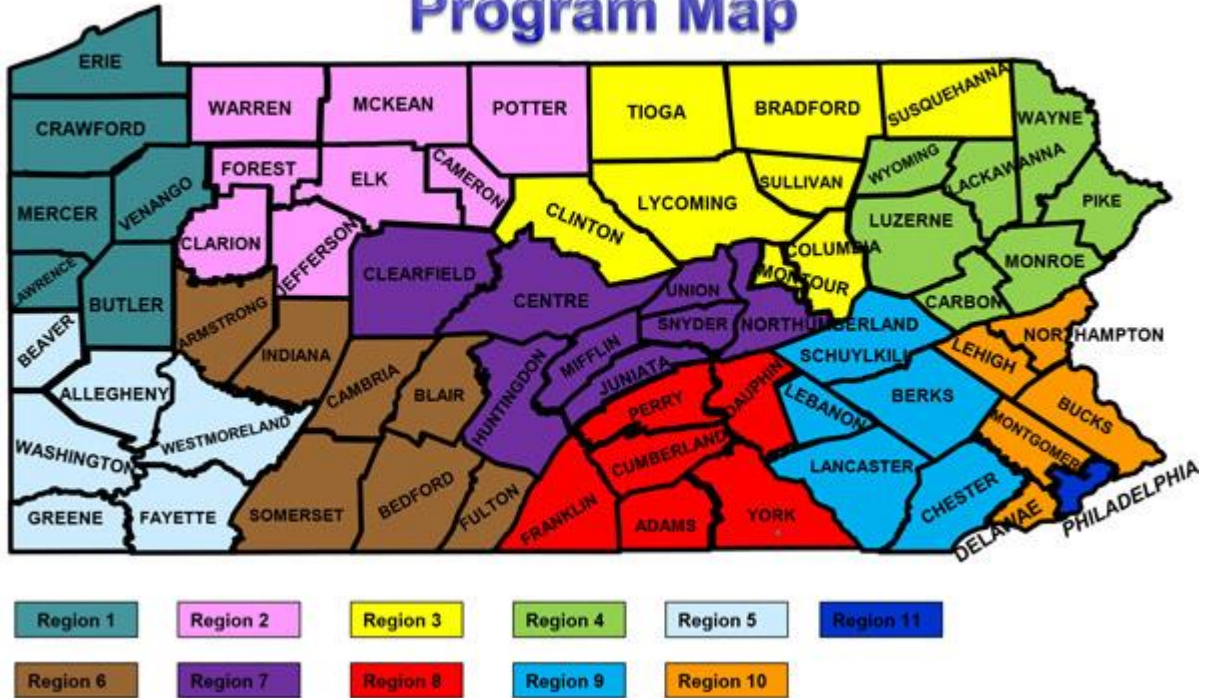 Program Map
ERIE
WARREN
MCKEAN
POTTER
TIOGA
BRADFORD
SUSQUEHANNA
WAYNE
CRAWFORD
FOREST
ELK
CAMERON
CLINTON
LYCOMING
SULLIVAN
WYOMING
LACKAWANNA
PIKE
MERCER
VENANGO
CLARION
JEFFERSON
CLEARFIELD
CENTRE
UNION
MONTOUR
COLUMBIA
LUZERNE
MONROE
LAWRENCE
BUTLER
ARMSTRONG
INDIANA
SNYDER
NORTHUMBERLAND
CARBON
BEAVER
ALLEGHENY
WESTMORELAND
CAMBRIA
BLAIR
HUNTINGDON
MIFFLIN
JUNIATA
PERRY
DAUPHIN
LEBANON
SCHUYLKILL
BERKS
LEHIGH
NORTHAMPTON
WASHINGTON
CUMBERLAND
LANCASTER
MONTGOMER
BUCKS
GREENE
FAYETTE
SOMERSET
BEDFORD
FULTON
FRANKLIN
ADAMS
YORK
CHESTER
DELAWAE
PHILADELPHIA
Region 1
Region 2
Region 3
Region 4
Region 5
Region 11
Region 6
Region 7
Region 8
Region 9
Region 10